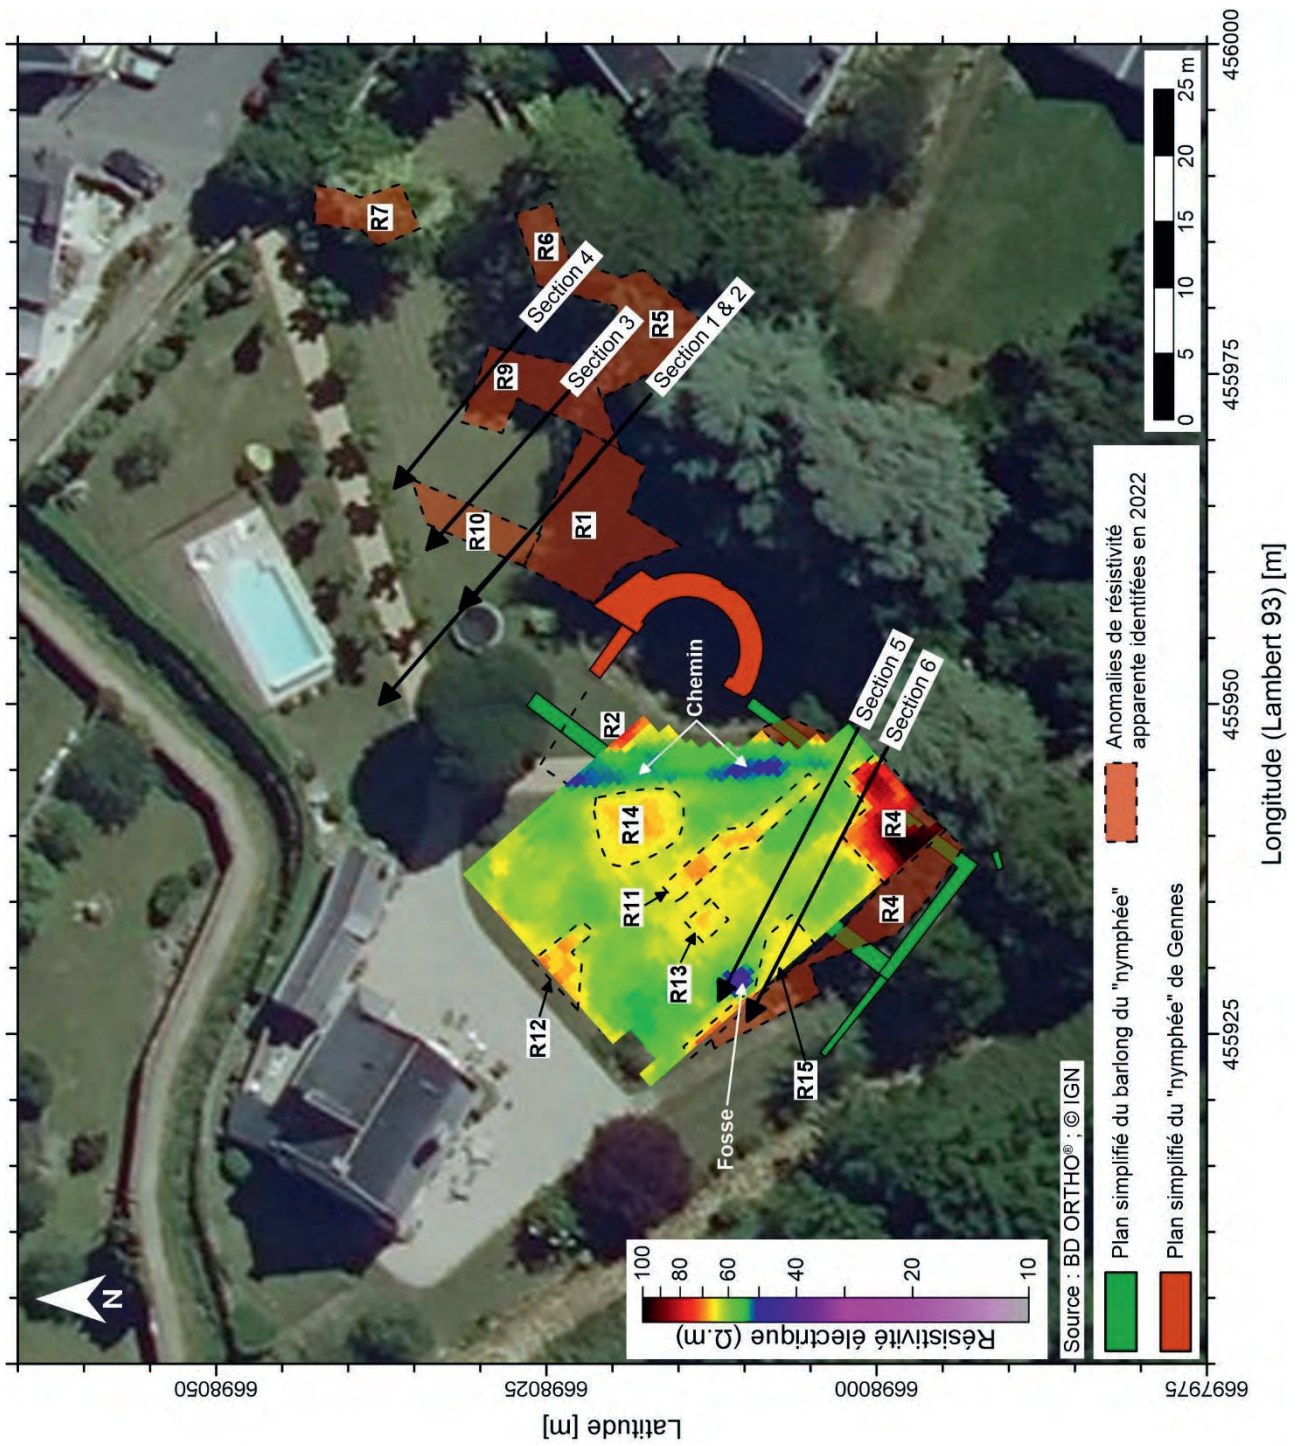 N
R7
R6
Section 4
Section 3
Section 1 & 2
R5
R9
R10
R1
R2
Chemin
Section 5
Section 6
R14
R11
R13
R12
R4
R4
R15
Fosse
Résistivité électrique (Ω.m)
100
80
60
40
20
10
0
5
10
15
20
25 m
Source : BD ORTHO® ; © IGN
Plan simplifié du barlong du "nymphée"
Plan simplifié du "nymphée" de Gennes
Anomalies de résistivité
apparente identifées en 2022
Latitude [m]
6698050
6698025
6698000
6697975
455925
455950
455975
456000
Longitude (Lambert 93) [m]